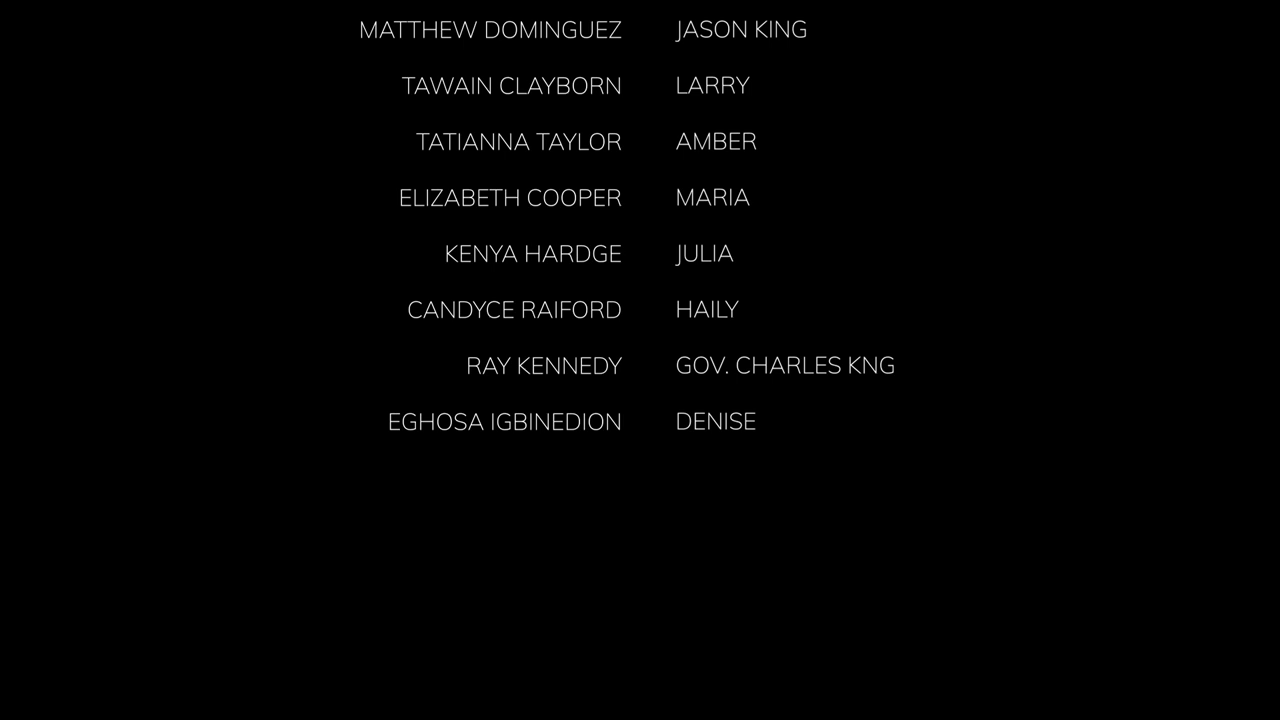 MATTHEW DOMINGUEZ JASON KING
TAWAIN CLAYBORN LARRY
TATIANNA TAYLOR AMBER
ELIZABETH COOPER MARIA
KENYA HARDGE JULIA
CANDYCE RAIFORD HAILY
RAY KENNEDY GOV. CHARLES KNG
EGHOSA IGBINEDION DENISE